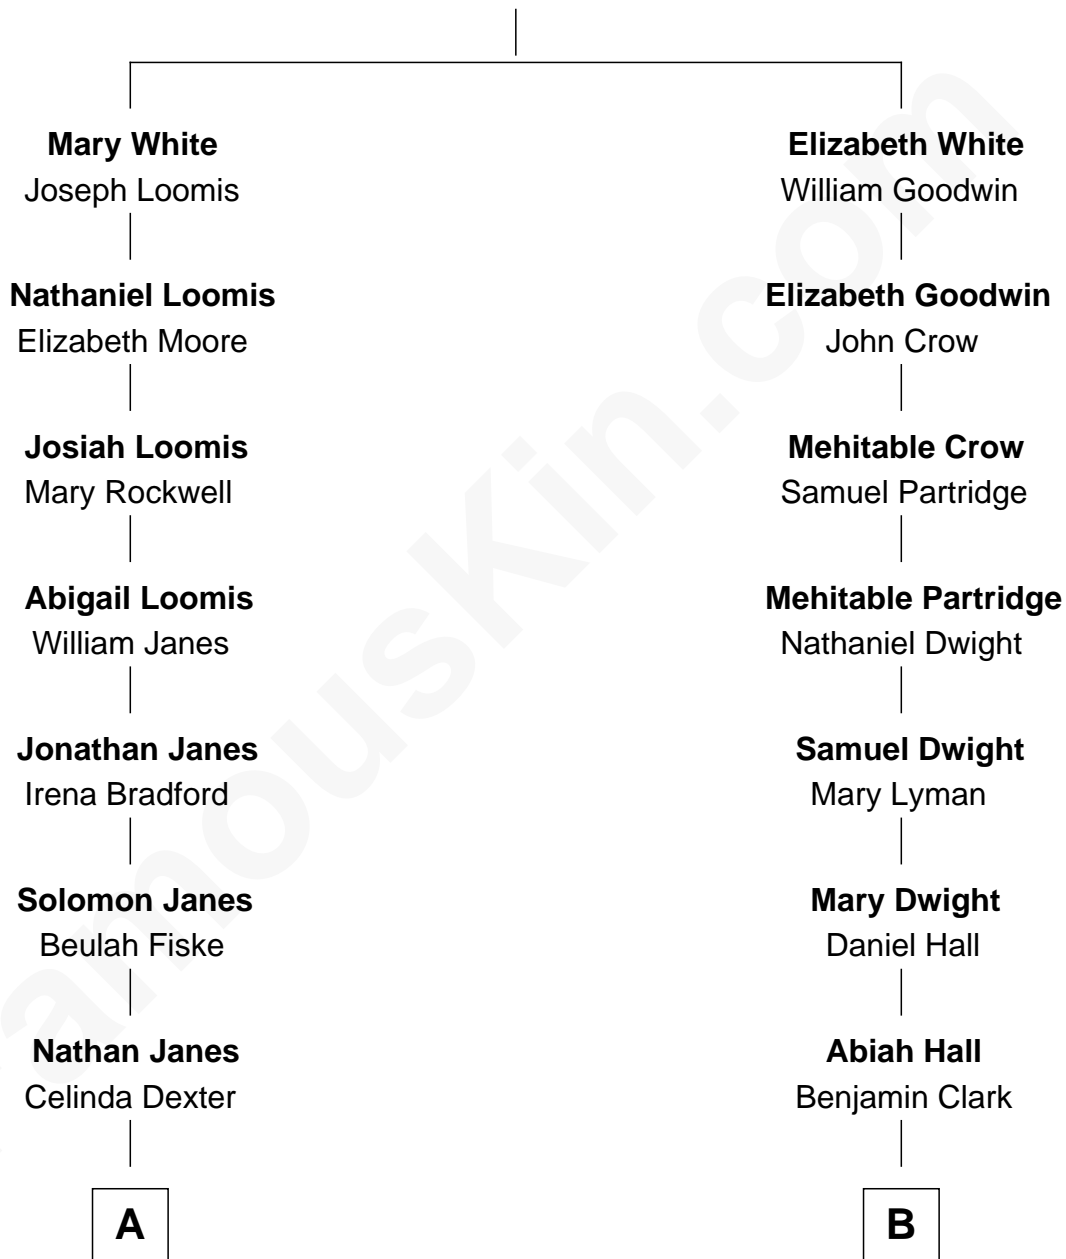 Mary White
Joseph Loomis
Nathaniel Loomis
Elizabeth Moore
Josiah Loomis
Mary Rockwell
Abigail Loomis
William Janes
Jonathan Janes
Irena Bradford
Solomon Janes
Beulah Fiske
Nathan Janes
Celinda Dexter
A
Elizabeth White
William Goodwin
Elizabeth Goodwin
John Crow
Mehitable Crow
Samuel Partridge
Mehitable Partridge
Nathaniel Dwight
Samuel Dwight
Mary Lyman
Mary Dwight
Daniel Hall
Abiah Hall
Benjamin Clark
B
amousKin.com